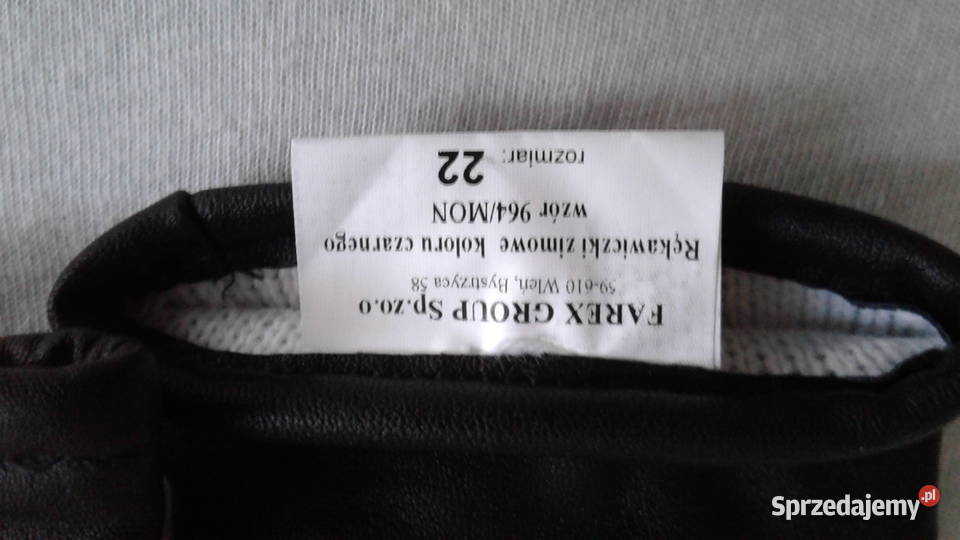 FAREX GROUP Sp.zo.o
59-610 Wleń, Bystrzyca 58
Rękawiczki zimowe koloru czarnego
wzór 964/MON
rozmiar: 22
Sprzedajemy.pl